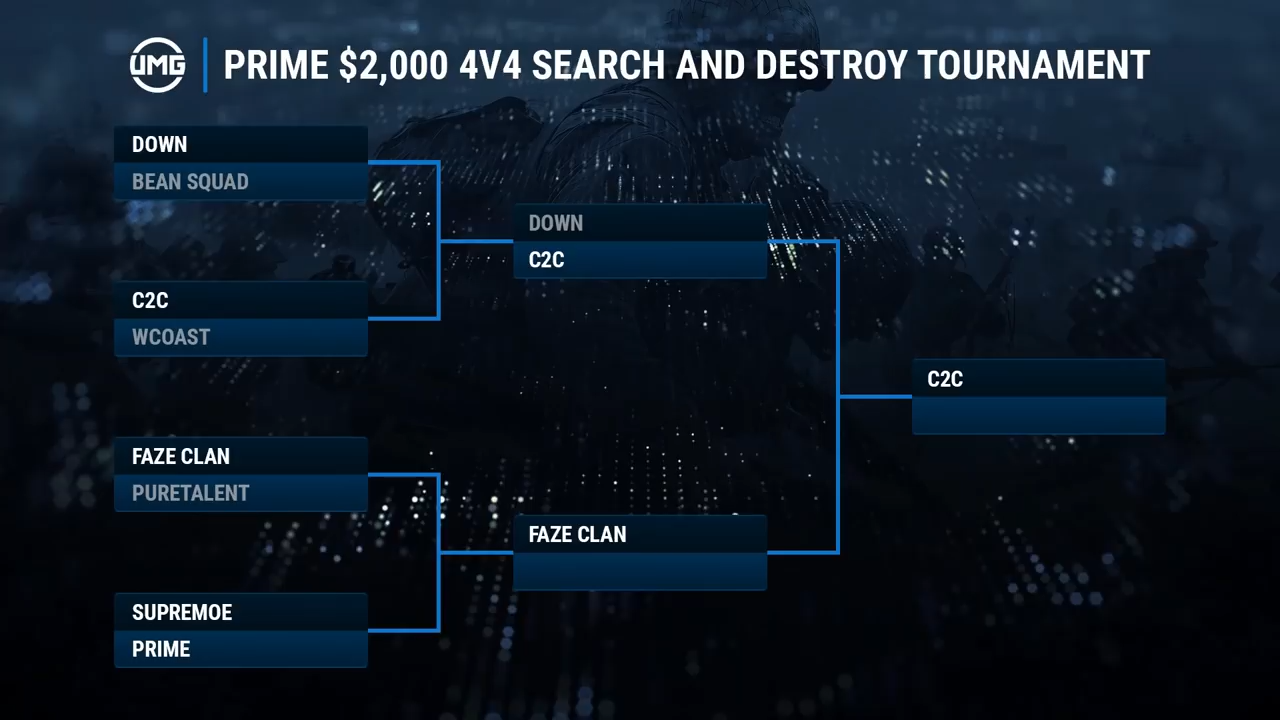 UMG
PRIME $2,000 4V4 SEARCH AND DESTROY TOURNAMENT
DOWN
BEAN SQUAD
C2C
WCOAST
FAZE CLAN
PURETALENT
SUPREMOE
PRIME
DOWN
C2C
FAZE CLAN
C2C